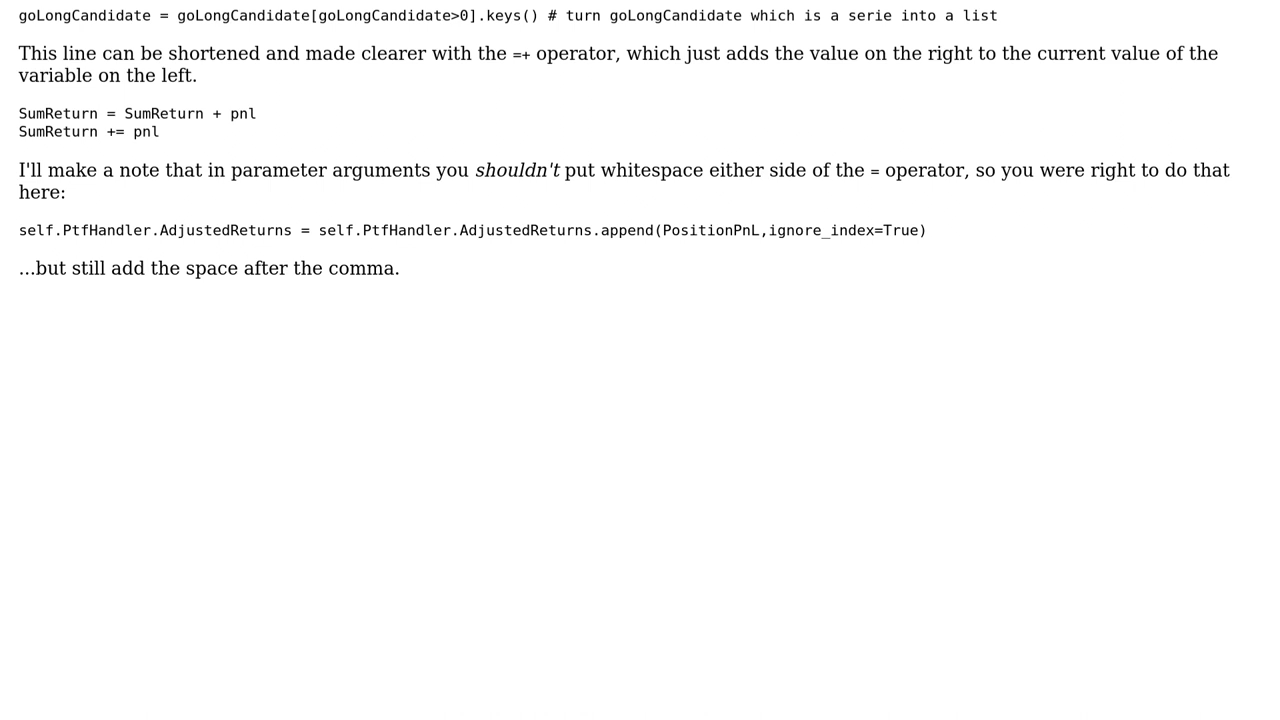 goLongCandidate = goLongCandidate[goLongCandidate>0].keys() # turn goLongCandidate which is a serie into a list
This line can be shortened and made clearer with the =+ operator, which just adds the value on the right to the current value of the
variable on the left.
SumReturn = SumReturn + pnl
SumReturn += pnl
I'll make a note that in parameter arguments you shouldn't put whitespace either side of the = operator, so you were right to do that
here:
self.PtfHandler.AdjustedReturns = self.PtfHandler.AdjustedReturns.append(PositionPnL,ignore_index=True)
...but still add the space after the comma.